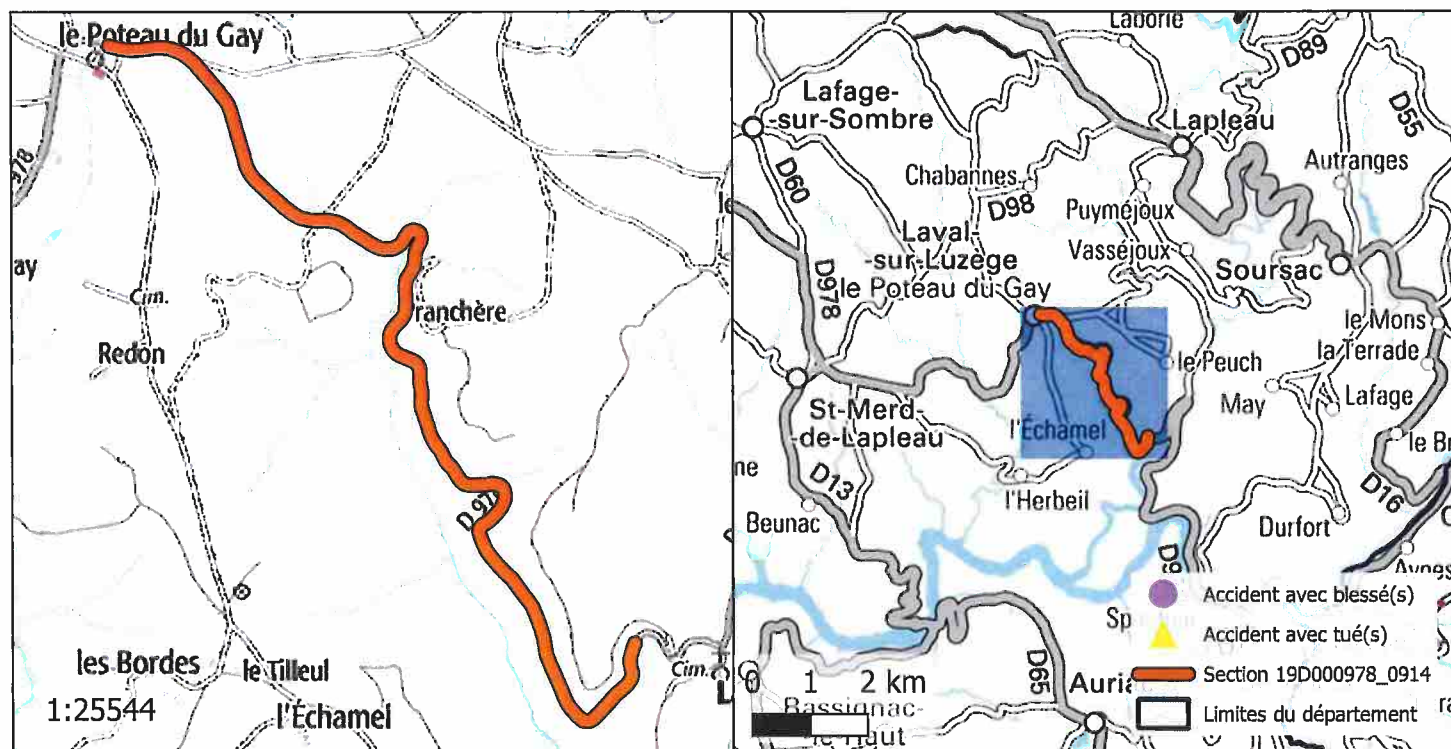 le Poteau du Gay
978
ay
Cim.
Redon
ranchère
D 97
les Bordes
le Tilleul
Cim.
l'Échamel
1:25544
Laborie
D89
Lafage-
-sur-Sombre
Lapleau
D55
D60
Chabannes
Autranges
D98
Puyméjoux
Laval-
-sur-Luzège
Vasséjoux
Soursac
D978
le Poteau du Gay
le Mons
la Terrade
le Peuch
May
Lafage
St-Merd-
-de-Lapleau
l'Échamel
D13
l'Herbeil
D16
Beunac
Durfort
Accident avec blessé(s)
Accident avec tué(s)
Section 19D000978_0914
Limites du département
0 1 2 km
D65
Bassignac-
-le-Haut